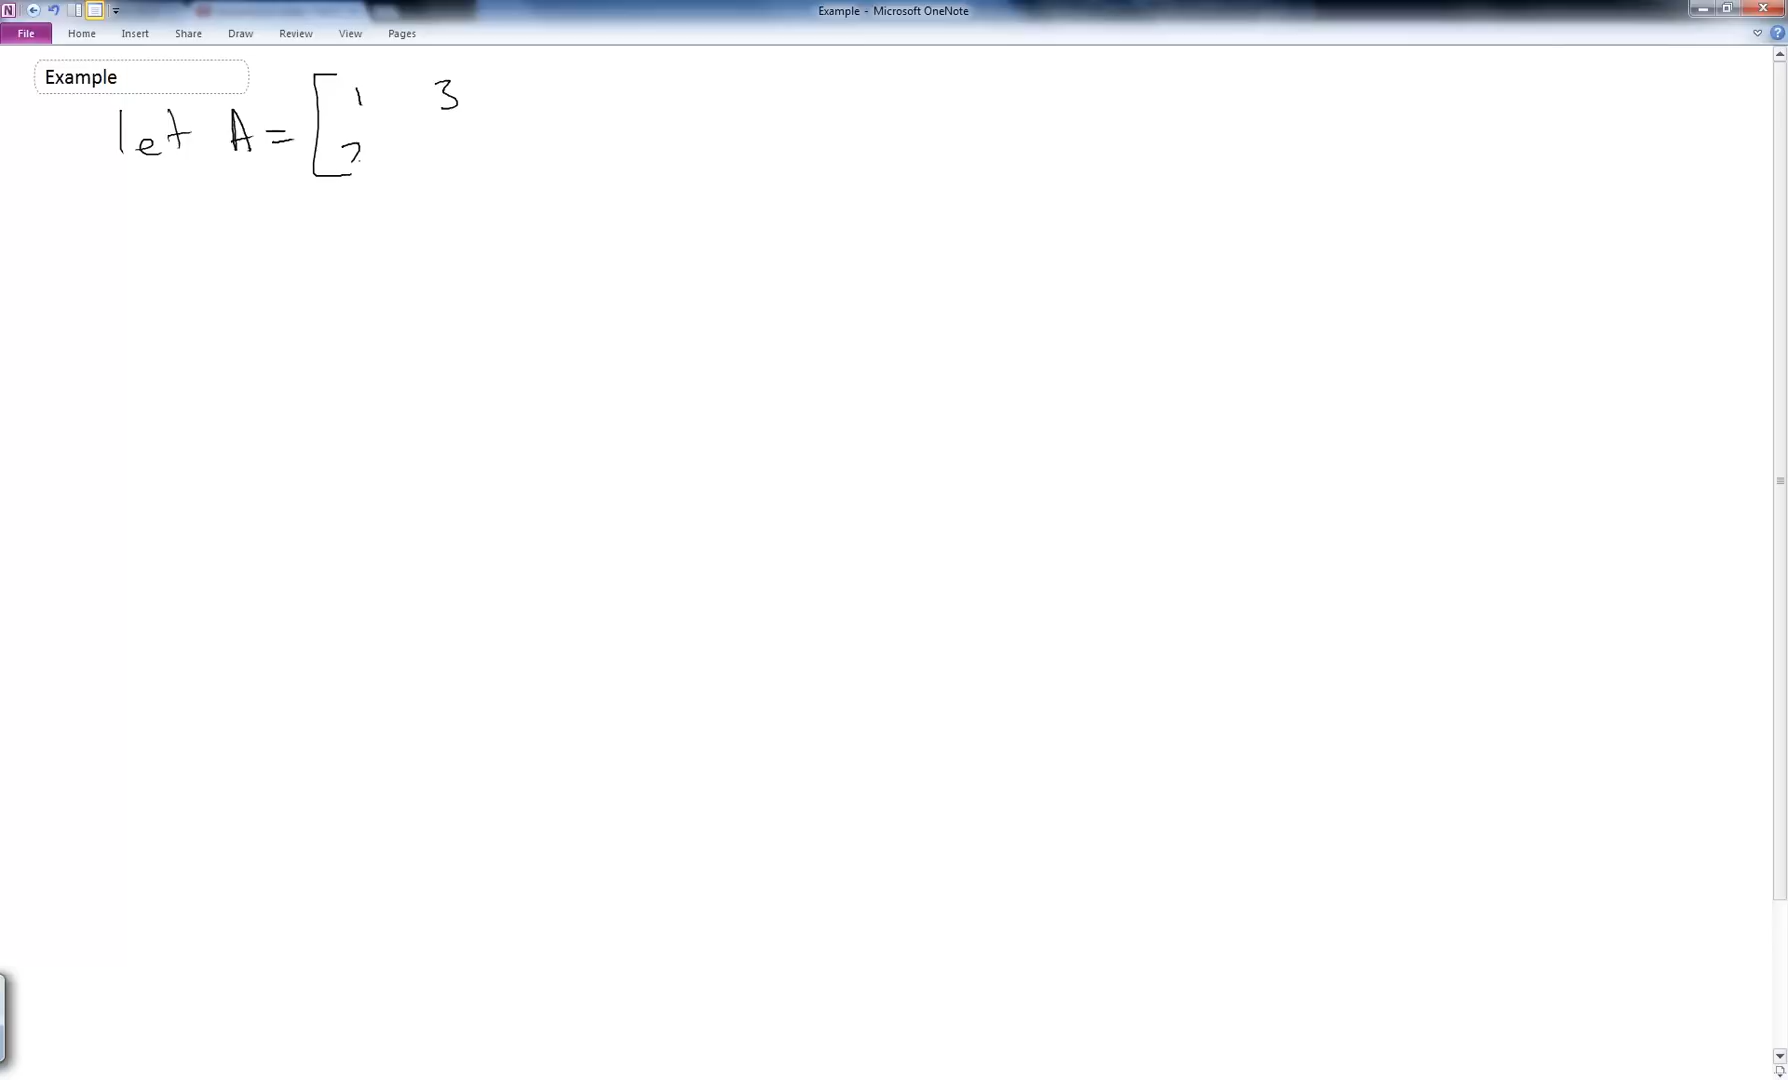 Example - Microsoft OneNote
File Home Insert Share Draw Review View Pages
Example
let A = [ 1 3
2